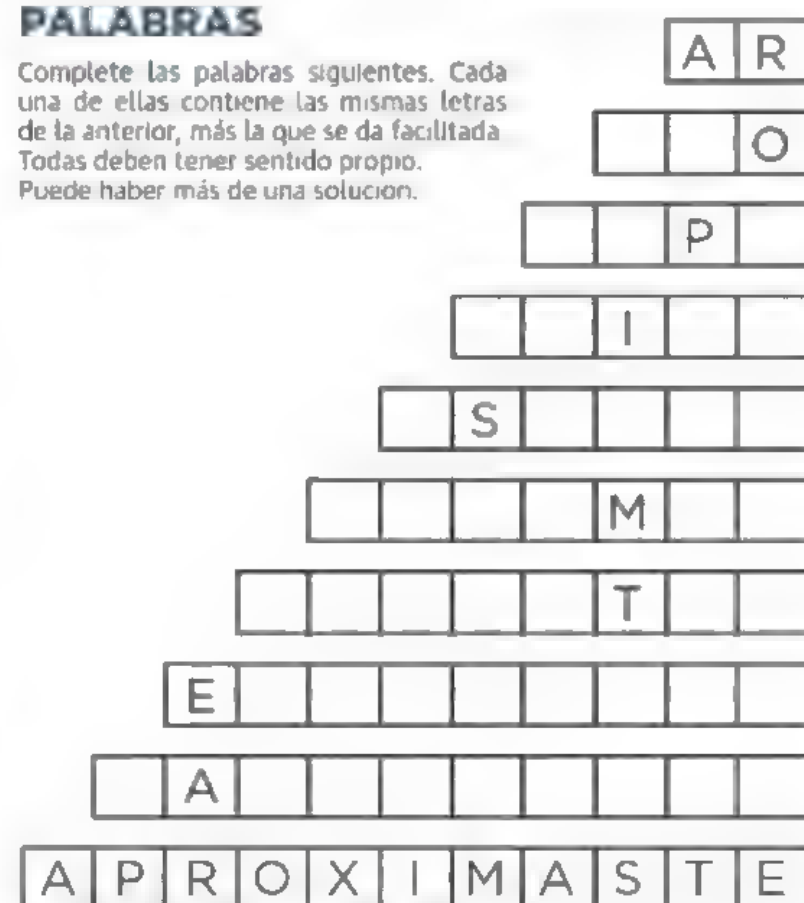 PALABRAS
Complete las palabras siguientes. Cada
una de ellas contiene las mismas letras
de la anterior, más la que se da facilitada
Todas deben tener sentido propio.
Puede haber más de una solución.
A R
O
P
I
S
M
T
E
A
A P R O X I M A S T E